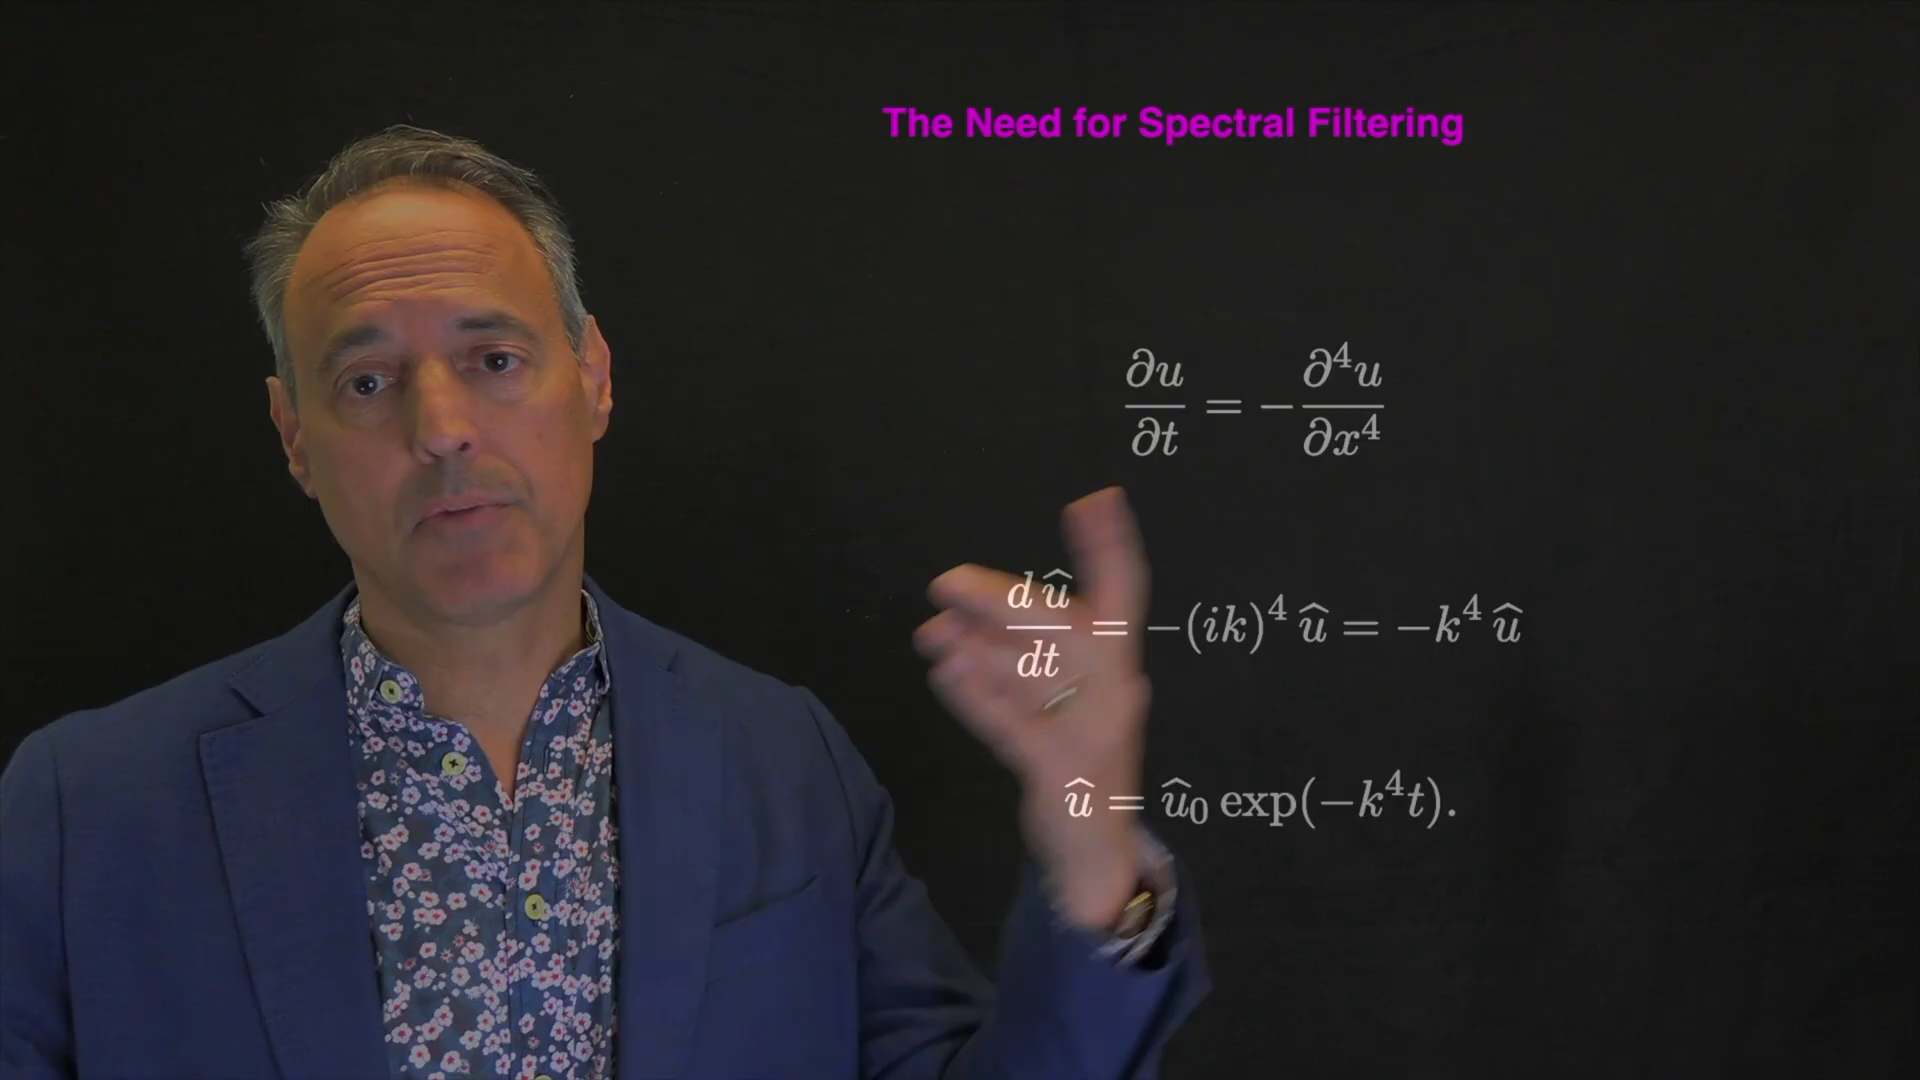 The Need for Spectral Filtering
∂u/∂t = −∂⁴u/∂x⁴
dû/dt = −(ik)⁴ û = −k⁴ û
û = û₀ exp(−k⁴t).